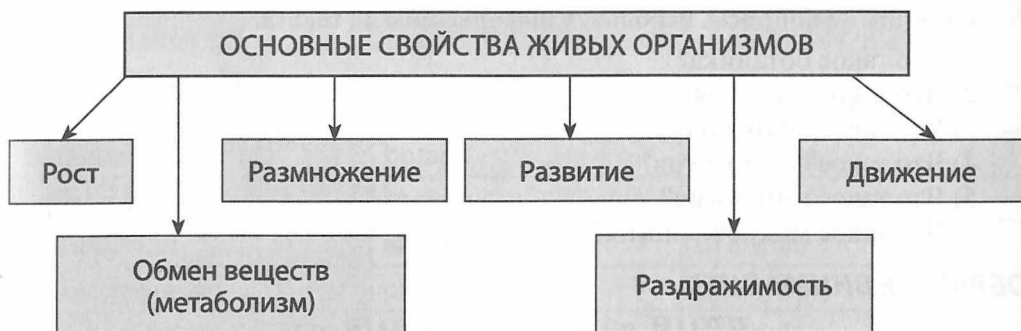 ОСНОВНЫЕ СВОЙСТВА ЖИВЫХ ОРГАНИЗМОВ
Рост
Размножение
Развитие
Движение
Обмен веществ
(метаболизм)
Раздражимость